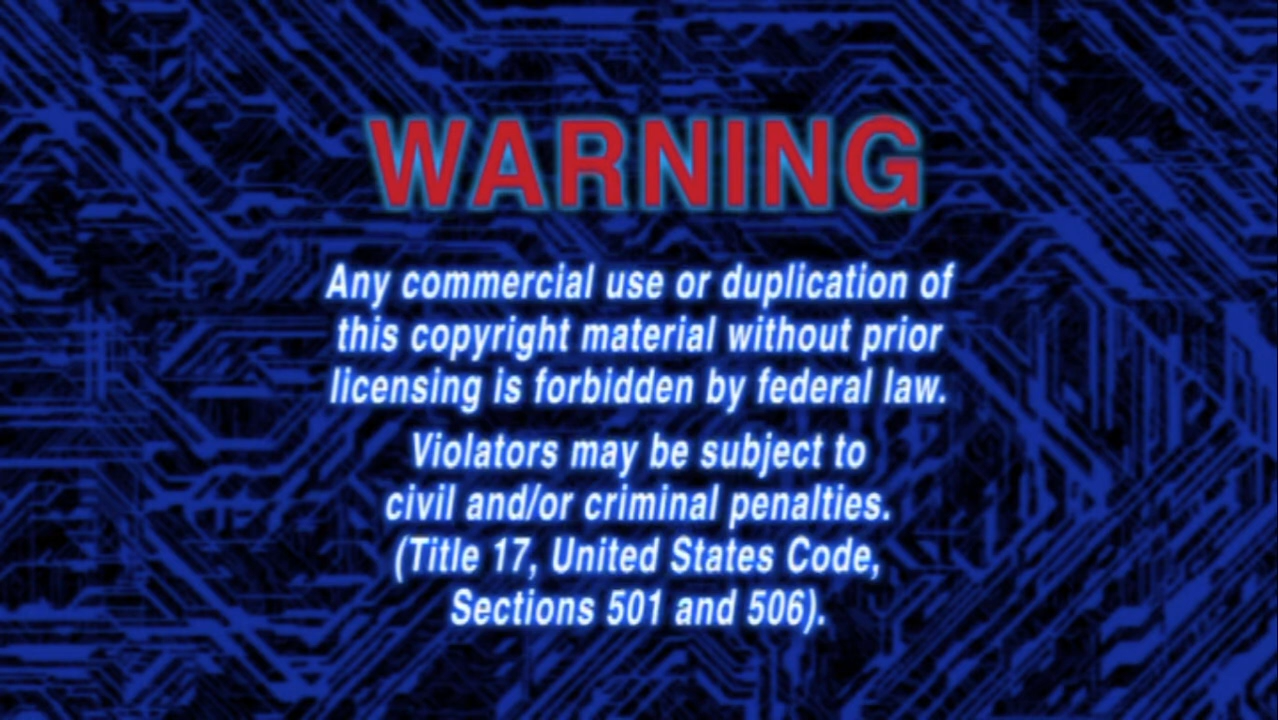 WARNING
Any commercial use or duplication of
this copyright material without prior
licensing is forbidden by federal law.
Violators may be subject to
civil and/or criminal penalties.
(Title 17, United States Code,
Sections 501 and 506).